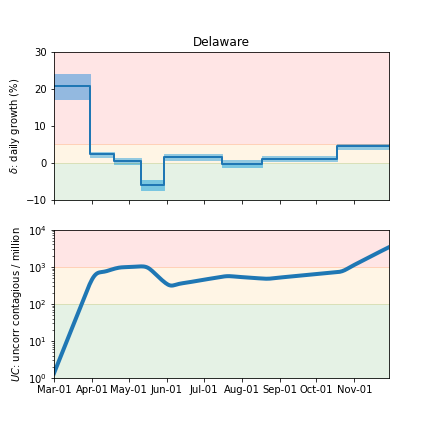 Delaware
δ: daily growth (%)
30
20
10
0
−10
UC: uncorr contagious / million
10⁴
10³
10²
10¹
10⁰
Mar-01 Apr-01 May-01 Jun-01 Jul-01 Aug-01 Sep-01 Oct-01 Nov-01